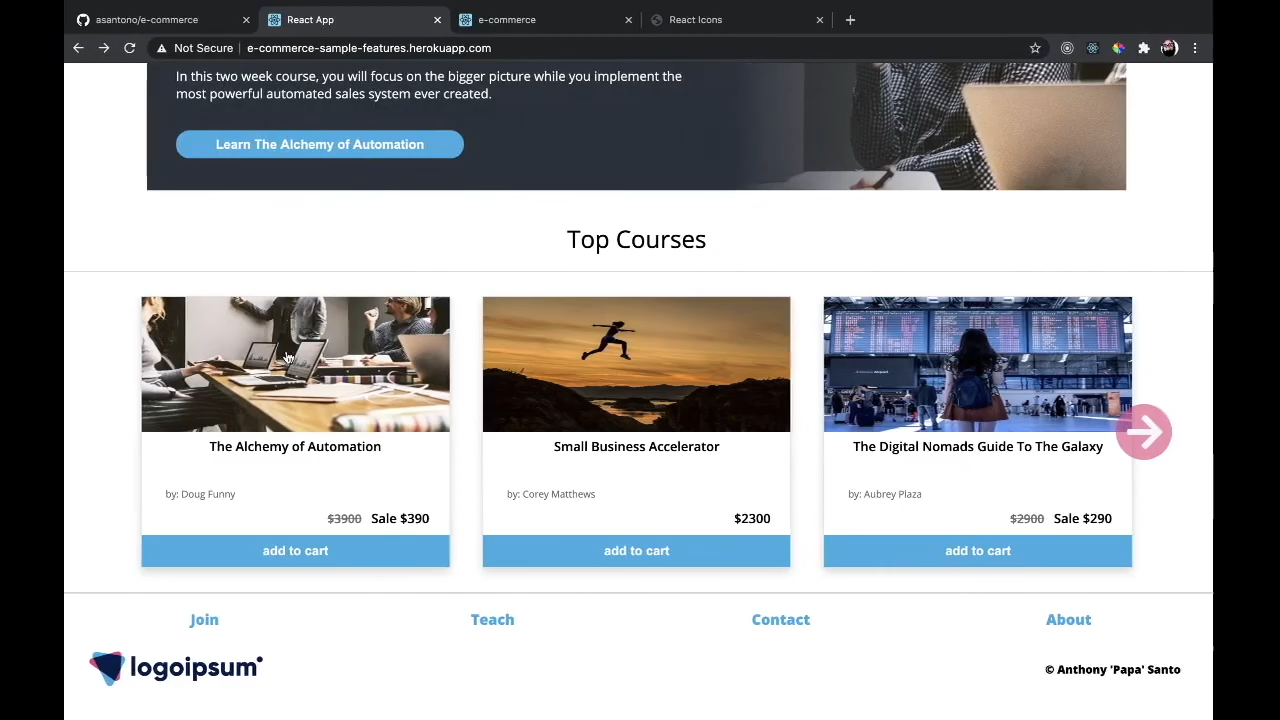 asantono/e-commerce
React App
e-commerce
React Icons
Not Secure
e-commerce-sample-features.herokuapp.com
In this two week course, you will focus on the bigger picture while you implement the
most powerful automated sales system ever created.
Learn The Alchemy of Automation
Top Courses
The Alchemy of Automation
by: Doug Funny
$3900 Sale $390
add to cart
Small Business Accelerator
by: Corey Matthews
$2300
add to cart
The Digital Nomads Guide To The Galaxy
by: Aubrey Plaza
$2900 Sale $290
add to cart
Join
Teach
Contact
About
logoipsum
© Anthony 'Papa' Santo